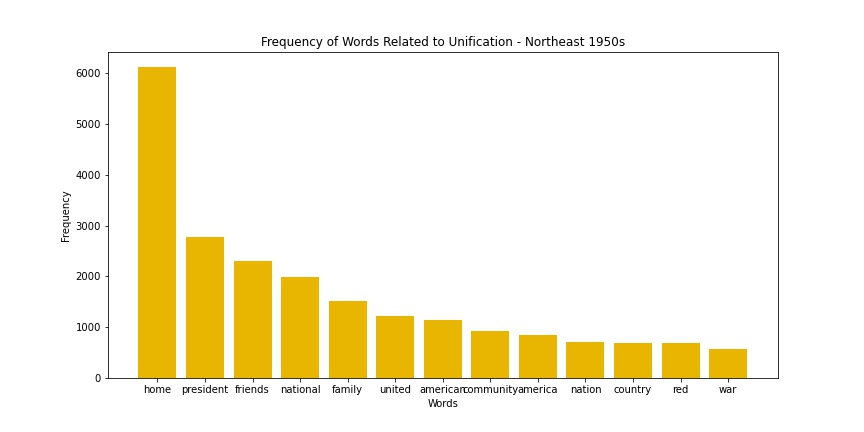 Frequency of Words Related to Unification - Northeast 1950s
6000
5000
4000
3000
2000
1000
0
Frequency
home president friends national family united american community america nation country red war
Words